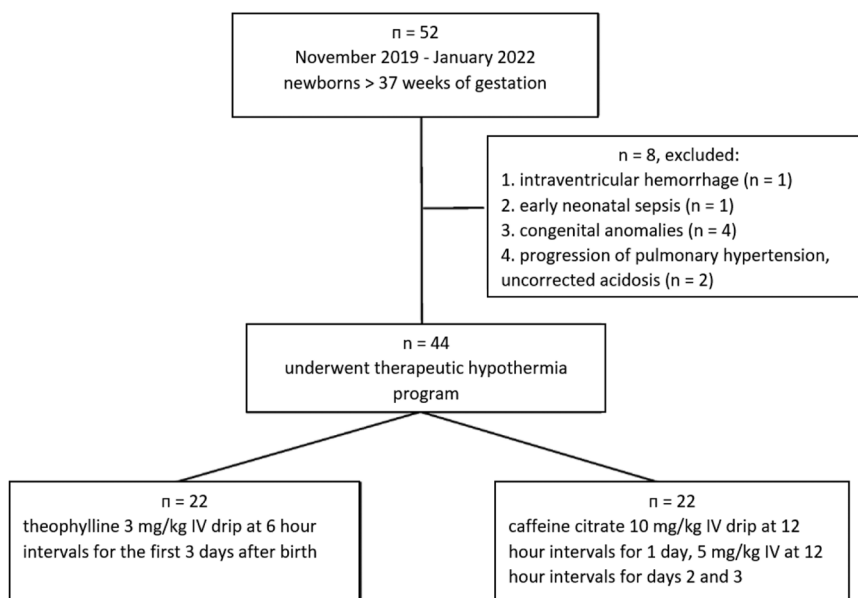 n = 52
November 2019 - January 2022
newborns > 37 weeks of gestation
n = 8, excluded:
1. intraventricular hemorrhage (n = 1)
2. early neonatal sepsis (n = 1)
3. congenital anomalies (n = 4)
4. progression of pulmonary hypertension,
uncorrected acidosis (n = 2)
n = 44
underwent therapeutic hypothermia
program
n = 22
theophylline 3 mg/kg IV drip at 6 hour
intervals for the first 3 days after birth
n = 22
caffeine citrate 10 mg/kg IV drip at 12
hour intervals for 1 day, 5 mg/kg IV at 12
hour intervals for days 2 and 3